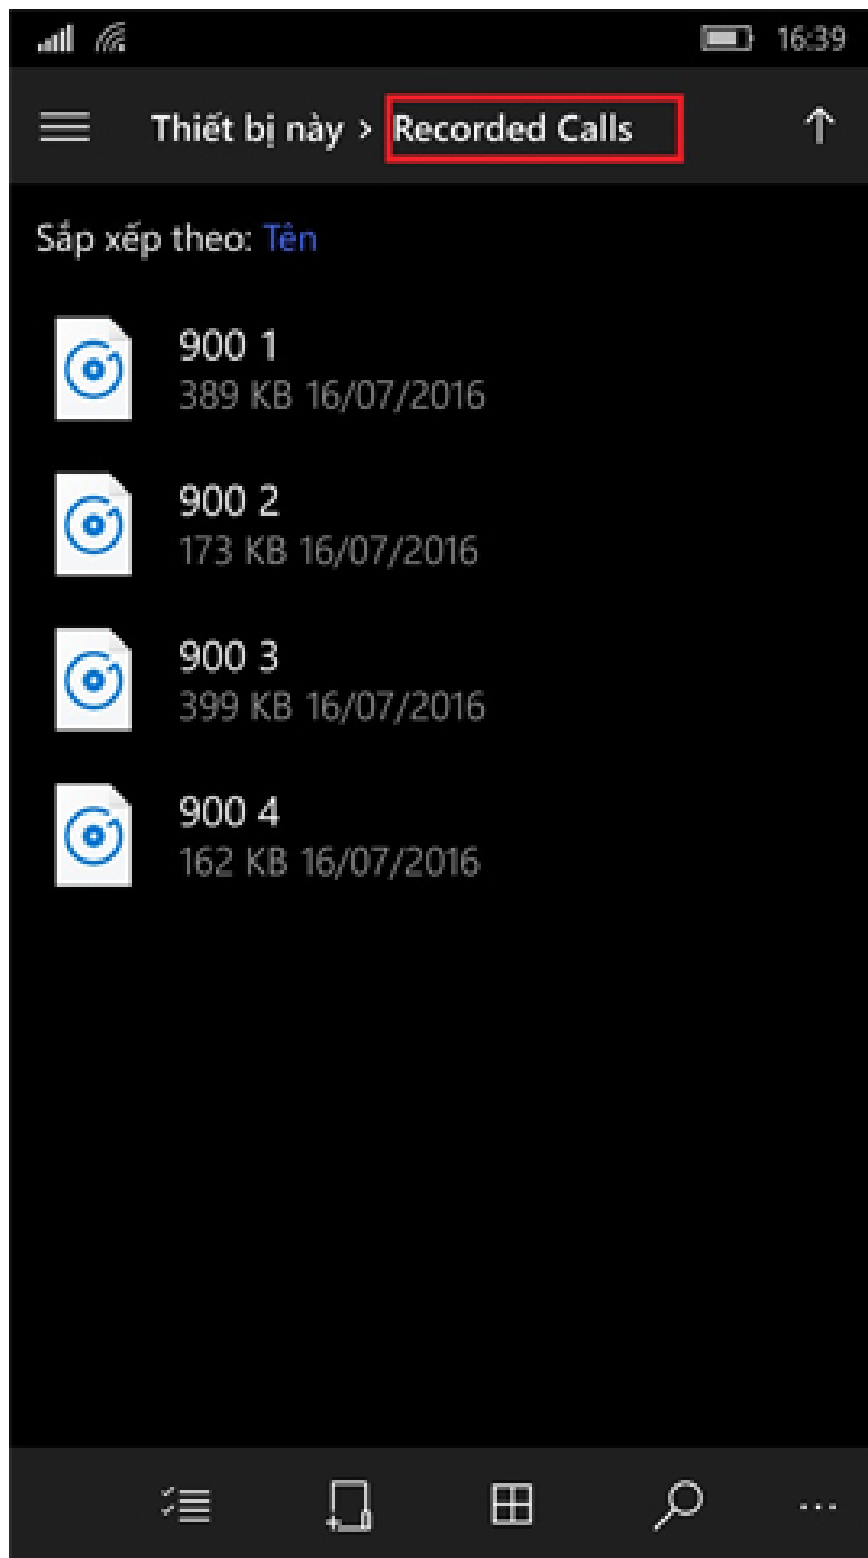 16:39
Thiết bị này > Recorded Calls
Sắp xếp theo: Tên
900 1
389 KB 16/07/2016
900 2
173 KB 16/07/2016
900 3
399 KB 16/07/2016
900 4
162 KB 16/07/2016